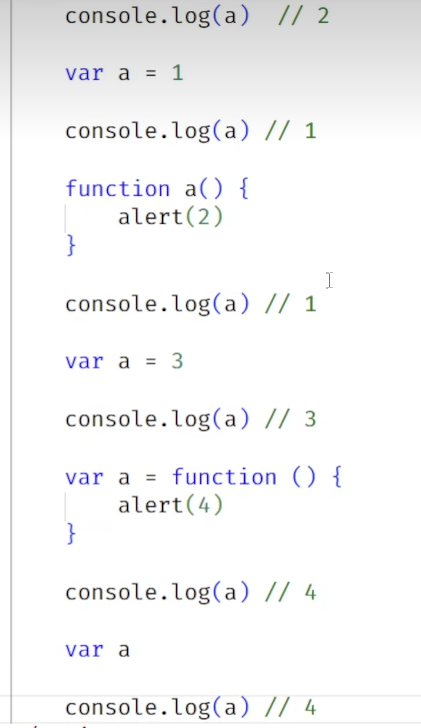 console.log(a)  // 2
var a = 1
console.log(a) // 1
function a() {
    alert(2)
}
console.log(a) // 1
var a = 3
console.log(a) // 3
var a = function () {
    alert(4)
}
console.log(a) // 4
var a
console.log(a) // 4